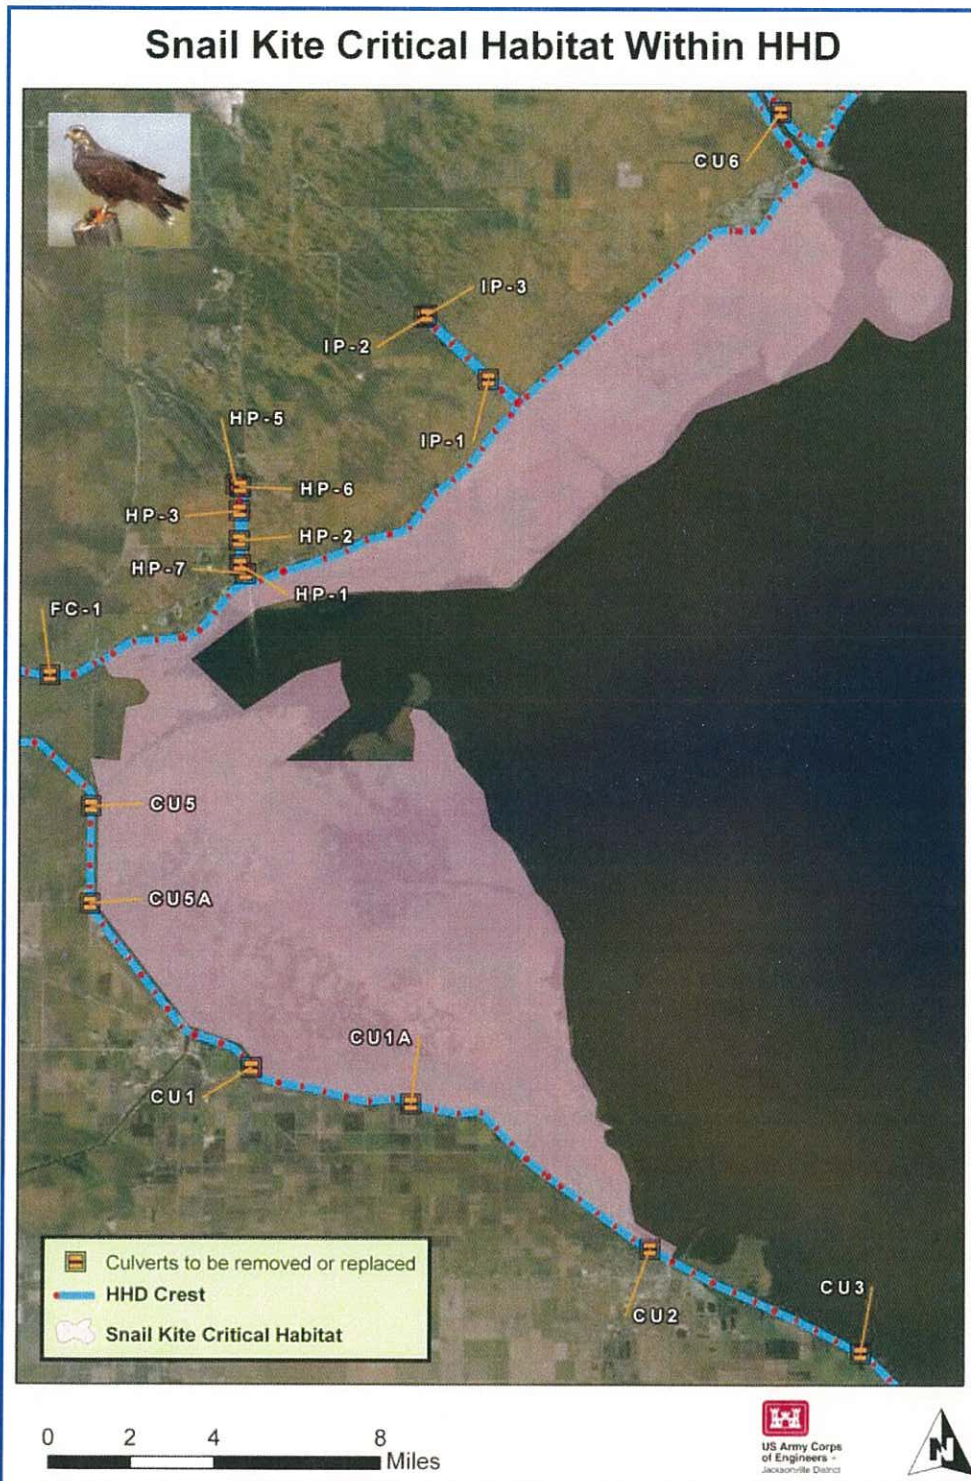 Snail Kite Critical Habitat Within HHD
CU6
IP-3
IP-2
IP-1
HP-5
HP-6
HP-3
HP-2
HP-7
HP-1
FC-1
CU5
CU5A
CU1A
CU1
CU2
CU3
Culverts to be removed or replaced
HHD Crest
Snail Kite Critical Habitat
0 2 4 8
Miles
US Army Corps
of Engineers
Jacksonville District
N